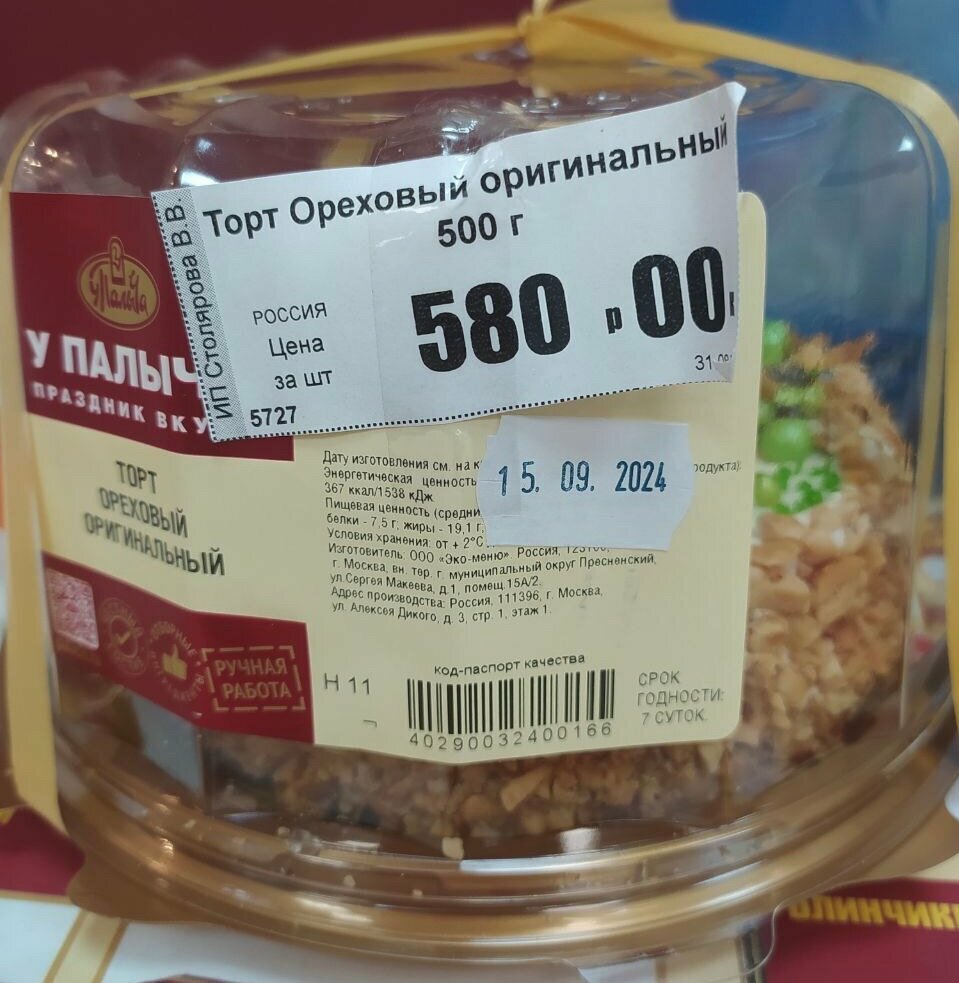 Торт Ореховый оригинальный
500 г
ИП Столярова В.В.
РОССИЯ
Цена
за шт
580 р 00
31
5727
У Палыча
У ПАЛЫЧ
ПРАЗДНИК ВКУ
ТОРТ
ОРЕХОВЫЙ
ОРИГИНАЛЬНЫЙ
РУЧНАЯ
РАБОТА
15. 09. 2024
Дату изготовления см. на к
Энергетическая ценность родукта):
367 ккал/1538 кДж
Пищевая ценность (средни
белки - 7,5 г; жиры - 19,1 г;
Условия хранения: от + 2°С
Изготовитель: ООО «Эко-меню». Россия,
г. Москва, вн. тер. г. муниципальный округ Пресненский,
ул.Сергея Макеева, д.1, помещ.15А/2.
Адрес производства: Россия, 111396, г. Москва,
ул. Алексея Дикого, д. 3, стр. 1, этаж 1.
код-паспорт качества
Н 11
40290032400166
СРОК
ГОДНОСТИ:
7 СУТОК.
БЛИНЧИК